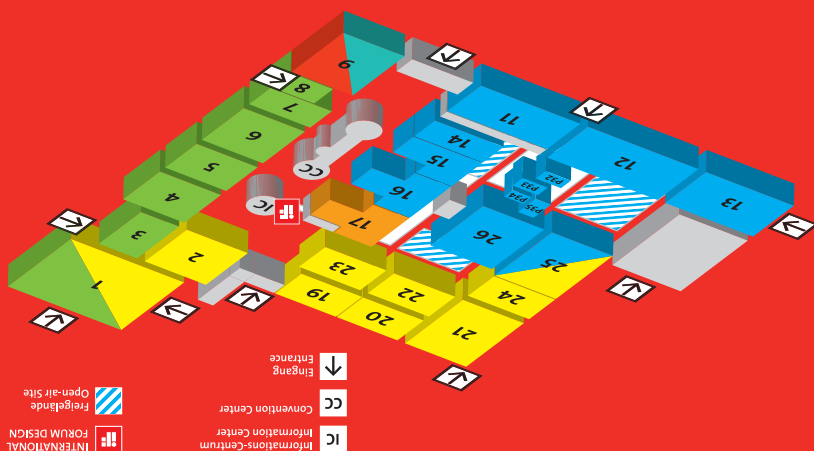 IC
Informations-Centrum
Information Center
CC
Convention Center
Eingang
Entrance
INTERNATIONAL
FORUM DESIGN
Freigelände
Open-air Site
21
20
19
24
22
1
23
25
2
26
3
17
IC
13
P35
P34
4
16
P33
P32
CC
5
15
12
14
6
11
7
8
9